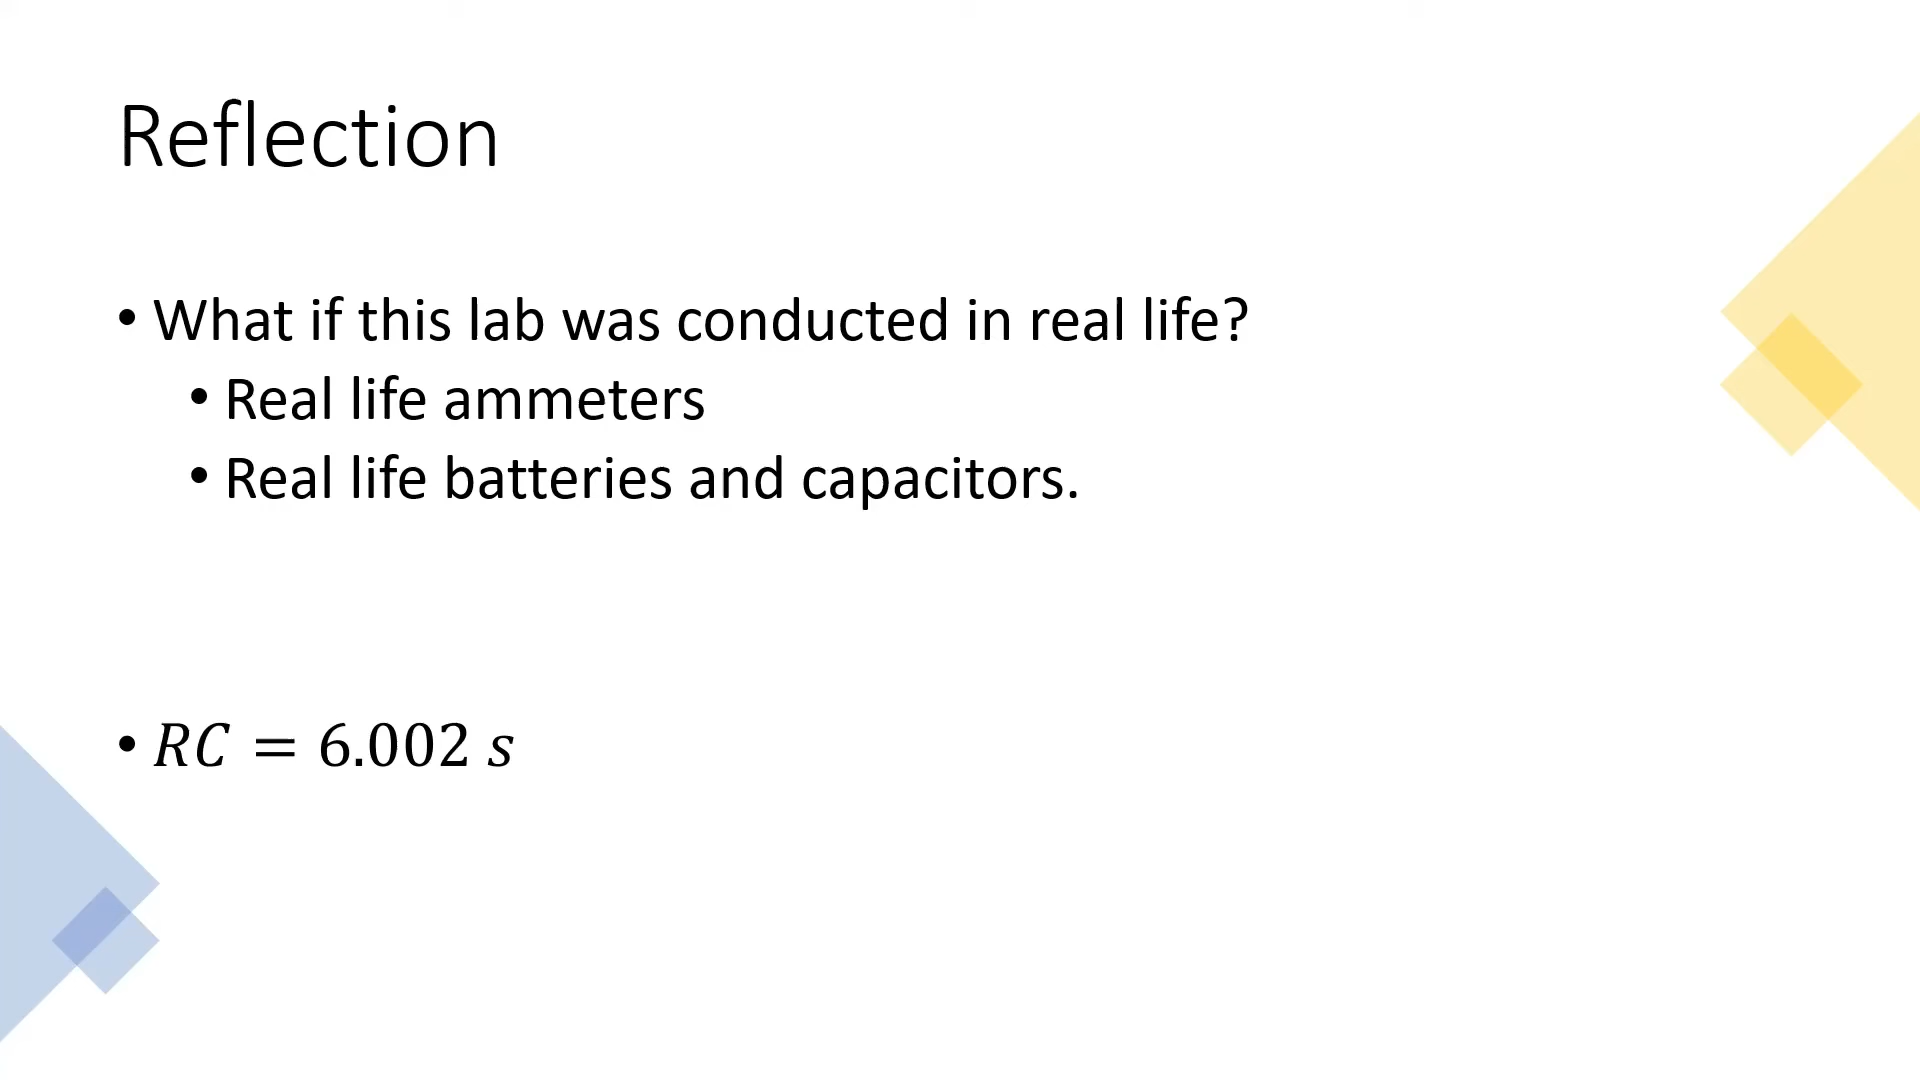 Reflection
• What if this lab was conducted in real life?
• Real life ammeters
• Real life batteries and capacitors.
• RC = 6.002 s